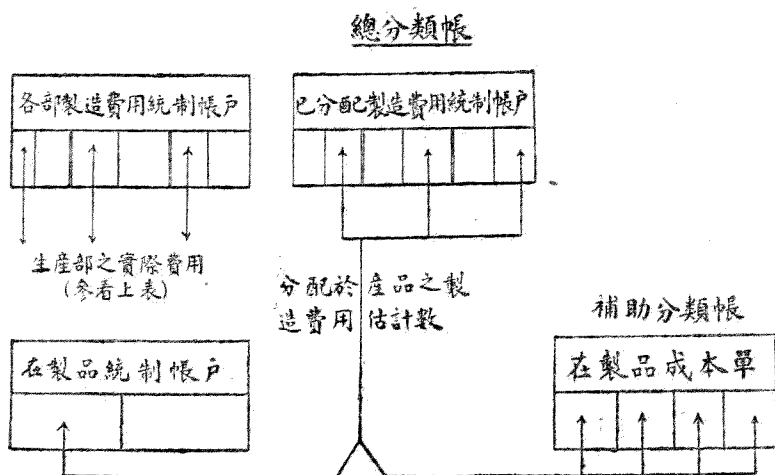 總分類帳
各部製造費用統制帳戶
已分配製造費用統制帳戶
生産部之實際費用
(參看上表)
分配於産品之製
造費用估計數
補助分類帳
在製品統制帳戶
在製品成本單